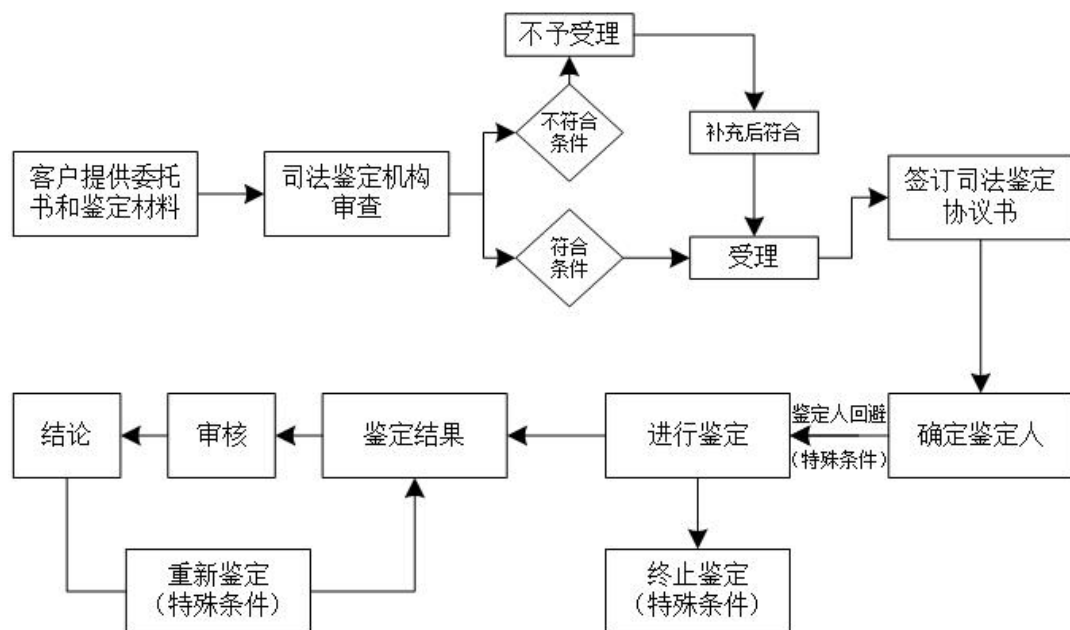 不予受理
不符合
条件
补充后符合
客户提供委托
书和鉴定材料
司法鉴定机构
审查
签订司法鉴定
协议书
符合
条件
受理
结论
审核
鉴定结果
进行鉴定
鉴定人回避
（特殊条件）
确定鉴定人
重新鉴定
（特殊条件）
终止鉴定
（特殊条件）